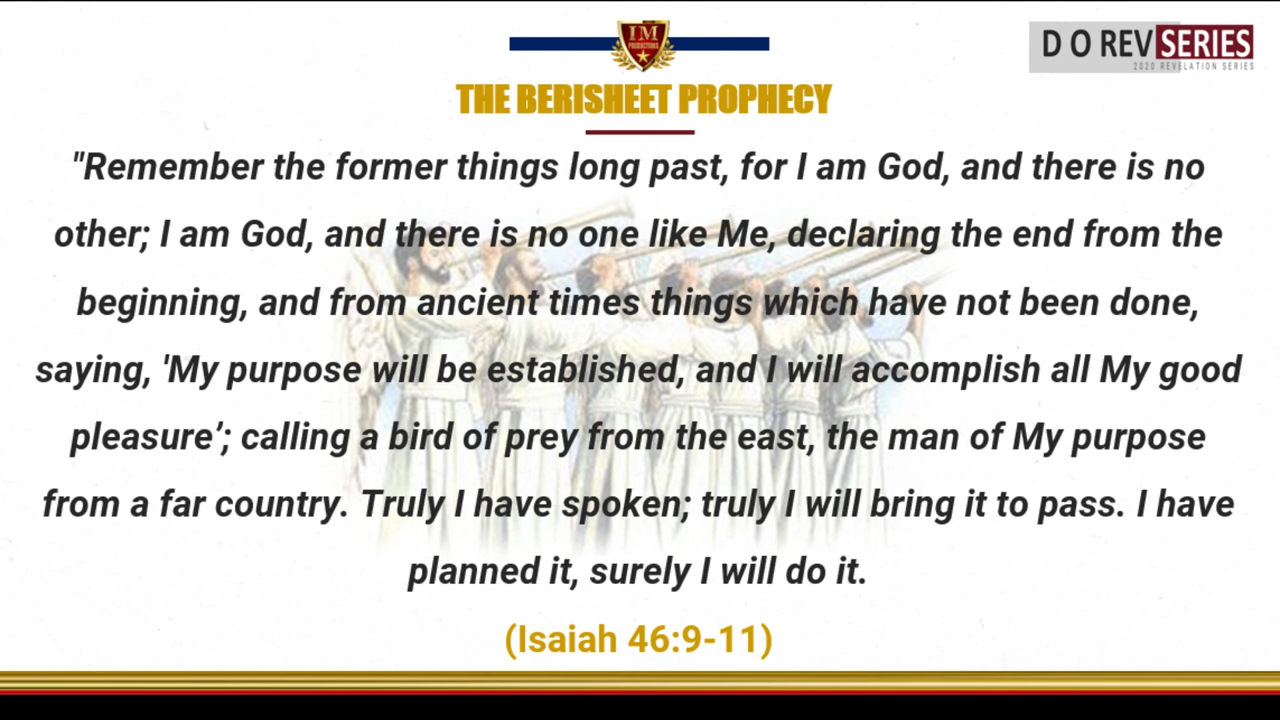 IM
PRODUCTIONS
D O REV SERIES
2020 REVELATION SERIES
THE BERISHEET PROPHECY
"Remember the former things long past, for I am God, and there is no
other; I am God, and there is no one like Me, declaring the end from the
beginning, and from ancient times things which have not been done,
saying, 'My purpose will be established, and I will accomplish all My good
pleasure’; calling a bird of prey from the east, the man of My purpose
from a far country. Truly I have spoken; truly I will bring it to pass. I have
planned it, surely I will do it.
(Isaiah 46:9-11)